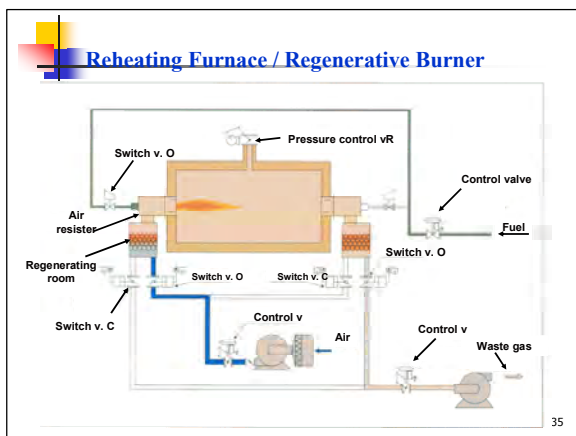 Reheating Furnace / Regenerative Burner
Pressure control vR
Switch v. O
Control valve
Air
resister
Fuel
Regenerating
room
Switch v. O
Switch v. O
Switch v. C
Switch v. C
Control v
Air
Control v
Waste gas
35